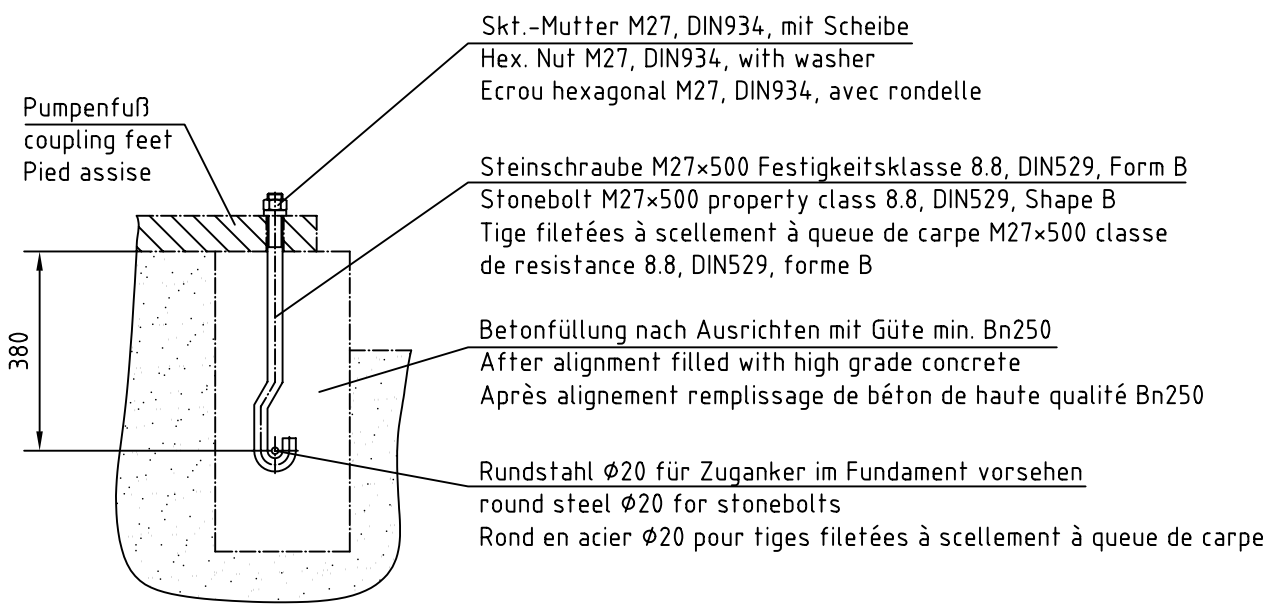 Skt.-Mutter M27, DIN934, mit Scheibe
Hex. Nut M27, DIN934, with washer
Ecrou hexagonal M27, DIN934, avec rondelle
Pumpenfuß
coupling feet
Pied assise
Steinschraube M27×500 Festigkeitsklasse 8.8, DIN529, Form B
Stonebolt M27×500 property class 8.8, DIN529, Shape B
Tige filetées à scellement à queue de carpe M27×500 classe
de resistance 8.8, DIN529, forme B
380
Betonfüllung nach Ausrichten mit Güte min. Bn250
After alignment filled with high grade concrete
Après alignement remplissage de béton de haute qualité Bn250
Rundstahl Ø20 für Zuganker im Fundament vorsehen
round steel Ø20 for stonebolts
Rond en acier Ø20 pour tiges filetées à scellement à queue de carpe